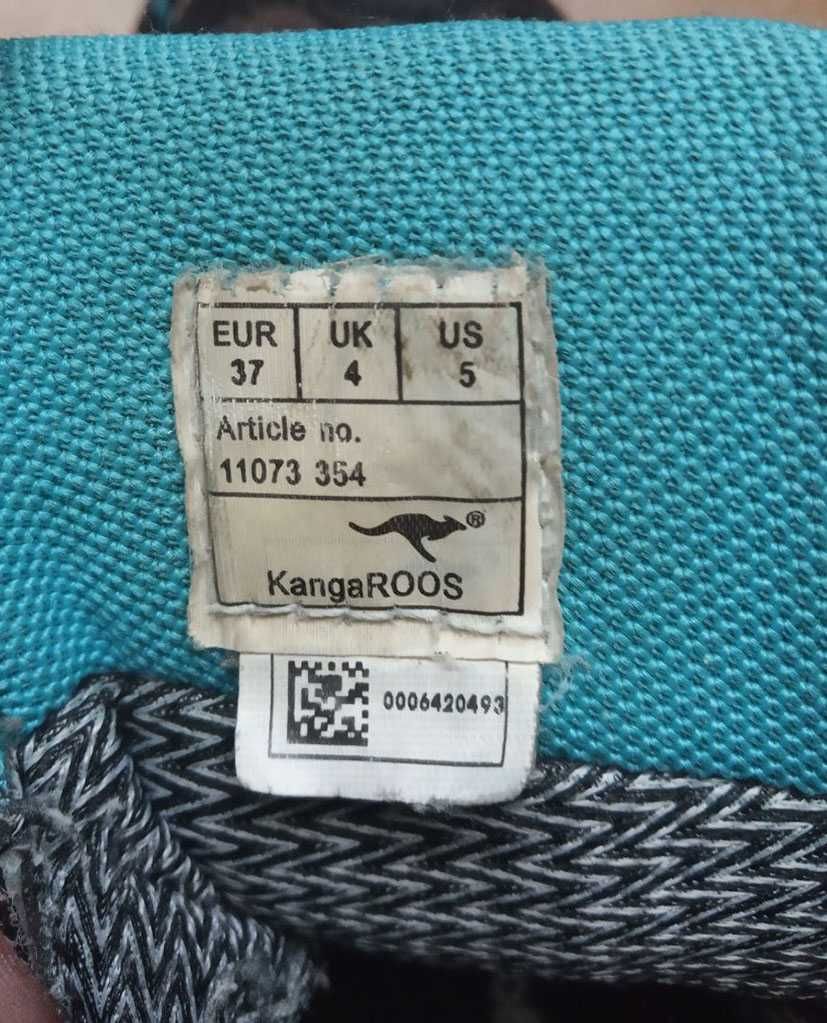 EUR UK US
37 4 5
Article no.
11073 354
®
KangaROOS
0006420493